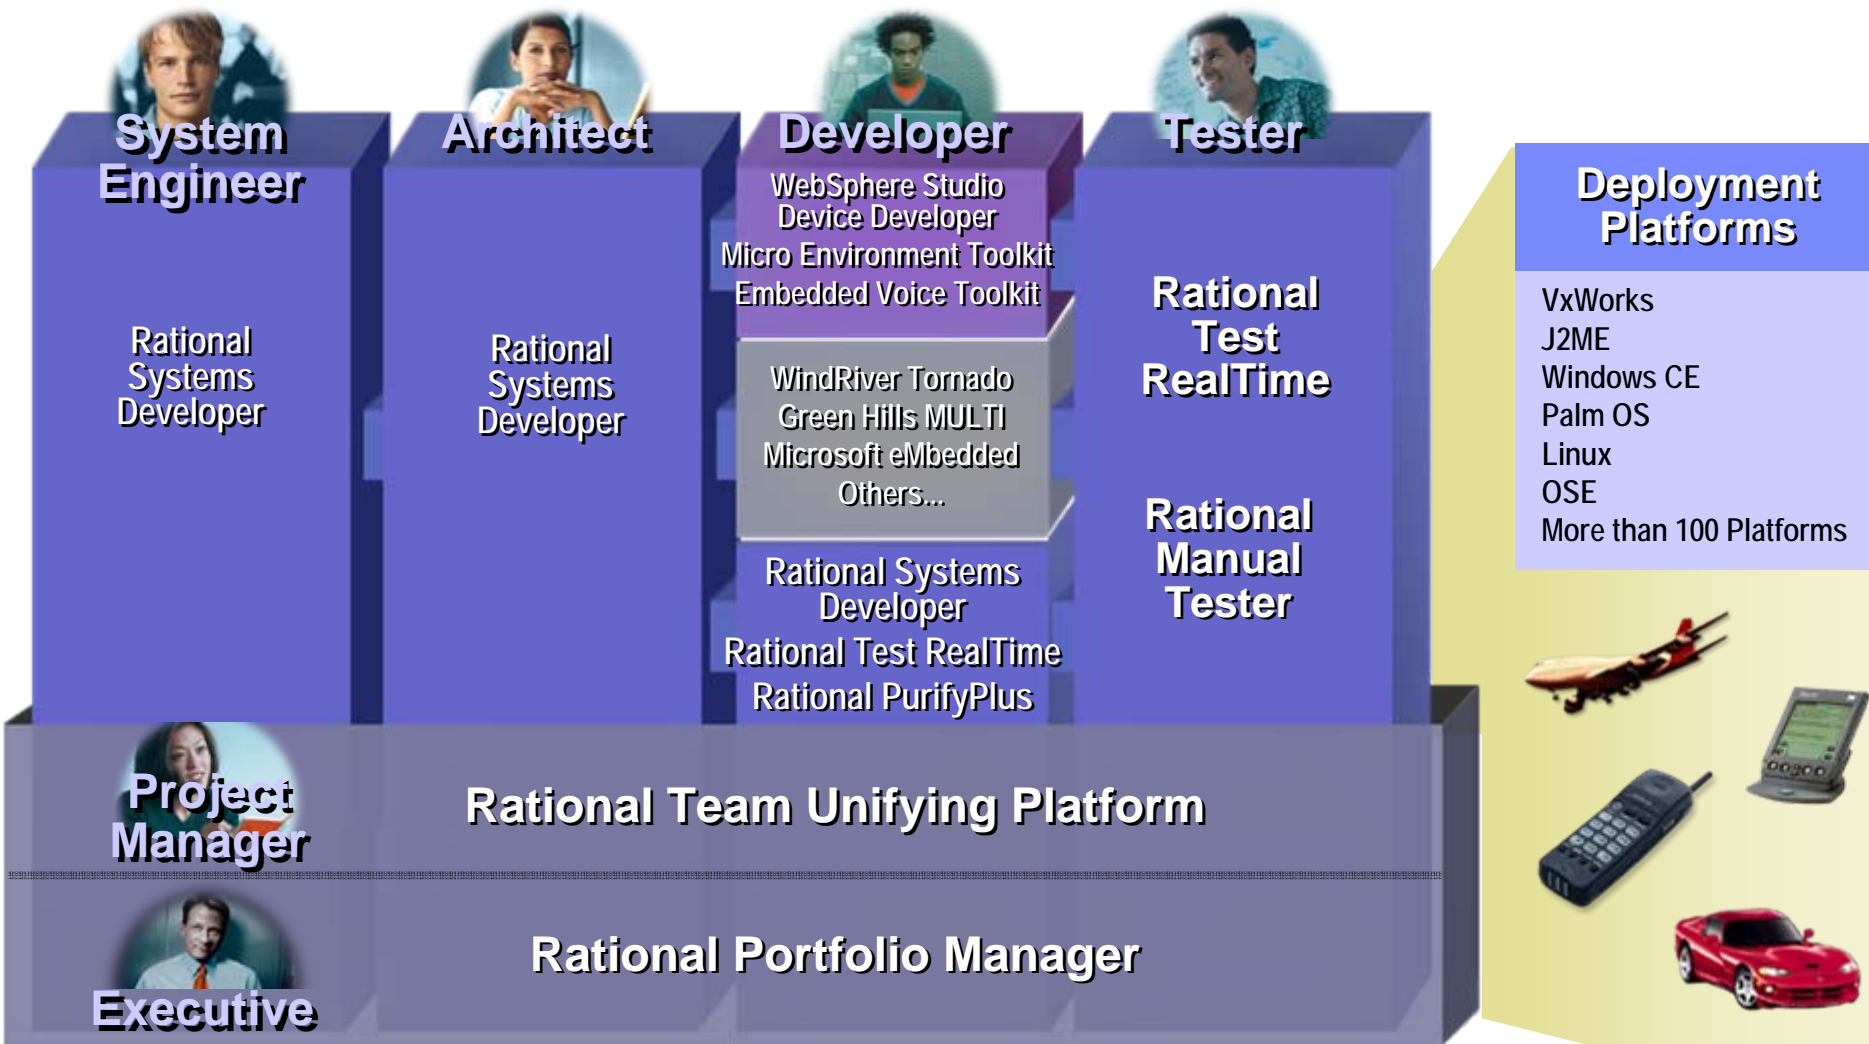 System
Engineer
Rational
Systems
Developer
Architect
Rational
Systems
Developer
Developer
WebSphere Studio
Device Developer
Micro Environment Toolkit
Embedded Voice Toolkit
WindRiver Tornado
Green Hills MULTI
Microsoft eMbedded
Others...
Rational Systems
Developer
Rational Test RealTime
Rational PurifyPlus
Tester
Rational
Test
RealTime
Rational
Manual
Tester
Deployment
Platforms
VxWorks
J2ME
Windows CE
Palm OS
Linux
OSE
More than 100 Platforms
Project
Manager
Rational Team Unifying Platform
Executive
Rational Portfolio Manager